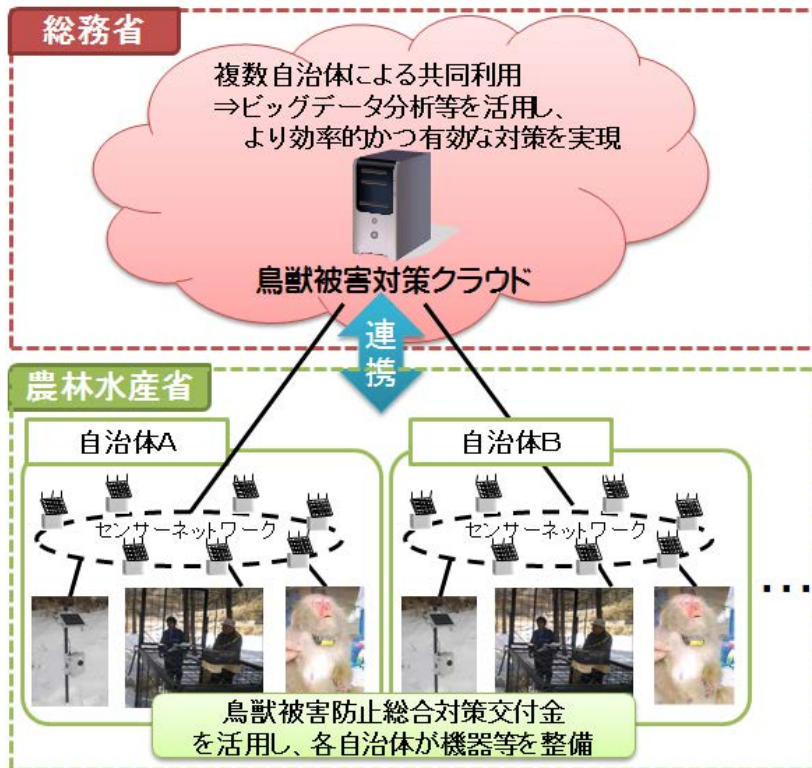 総務省
複数自治体による共同利用
⇒ビッグデータ分析等を活用し、
より効率的かつ有効な対策を実現
鳥獣被害対策クラウド
連携
農林水産省
自治体A
自治体B
センサーネットワーク
センサーネットワーク
…
鳥獣被害防止総合対策交付金
を活用し、各自治体が機器等を整備